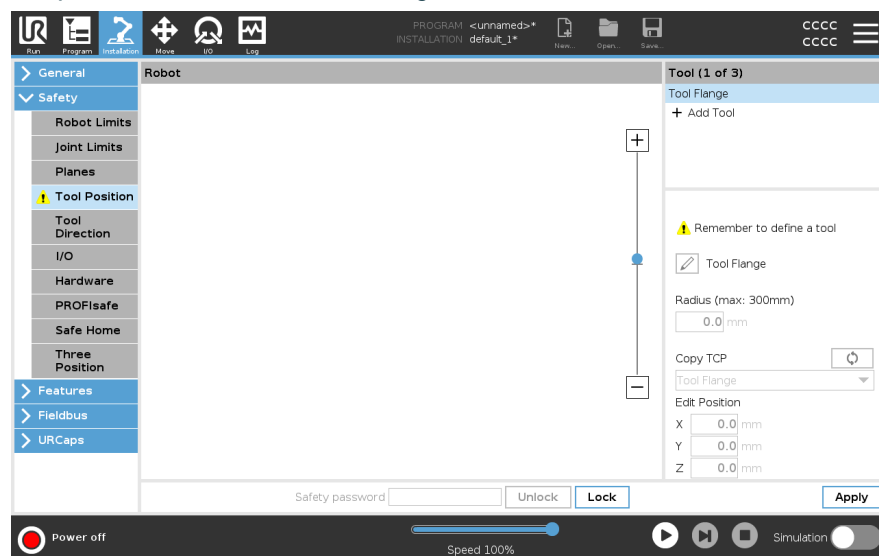 PROGRAM <unnamed>*
INSTALLATION default_1*
Run Program Installation Move I/O Log New... Open... Save...
CCCC
CCCC
General
Safety
Robot Limits
Joint Limits
Planes
Tool Position
Tool
Direction
I/O
Hardware
PROFIsafe
Safe Home
Three
Position
Features
Fieldbus
URCaps
Robot
Tool (1 of 3)
Tool Flange
+ Add Tool
Remember to define a tool
Tool Flange
Radius (max: 300mm)
0.0 mm
Copy TCP
Tool Flange
Edit Position
X 0.0 mm
Y 0.0 mm
Z 0.0 mm
Safety password Unlock Lock Apply
Power off
Speed 100%
Simulation